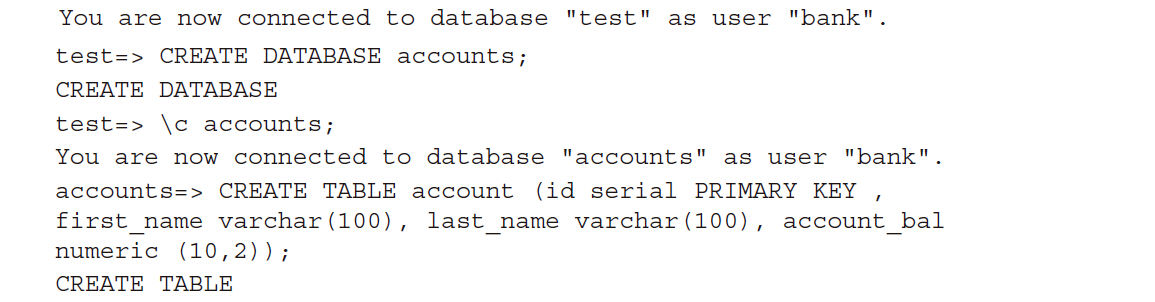 You are now connected to database "test" as user "bank".
test=> CREATE DATABASE accounts;
CREATE DATABASE
test=> \c accounts;
You are now connected to database "accounts" as user "bank".
accounts=> CREATE TABLE account (id serial PRIMARY KEY ,
first_name varchar(100), last_name varchar(100), account_bal
numeric (10,2));
CREATE TABLE